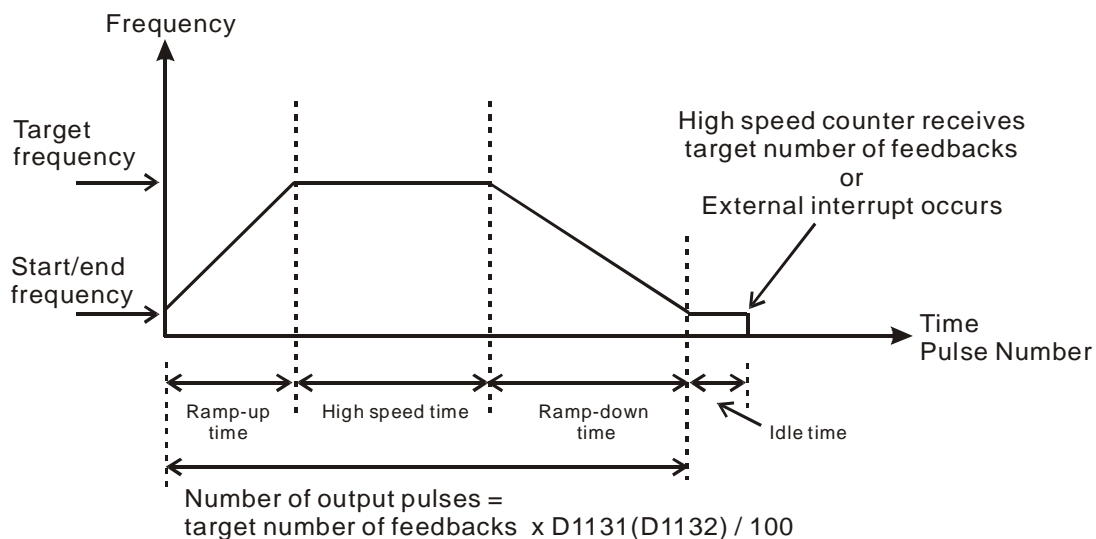 Frequency
Target
frequency
High speed counter receives
target number of feedbacks
or
External interrupt occurs
Start/end
frequency
Time
Pulse Number
Ramp-up
time
High speed time
Ramp-down
time
Idle time
Number of output pulses =
target number of feedbacks x D1131(D1132) / 100